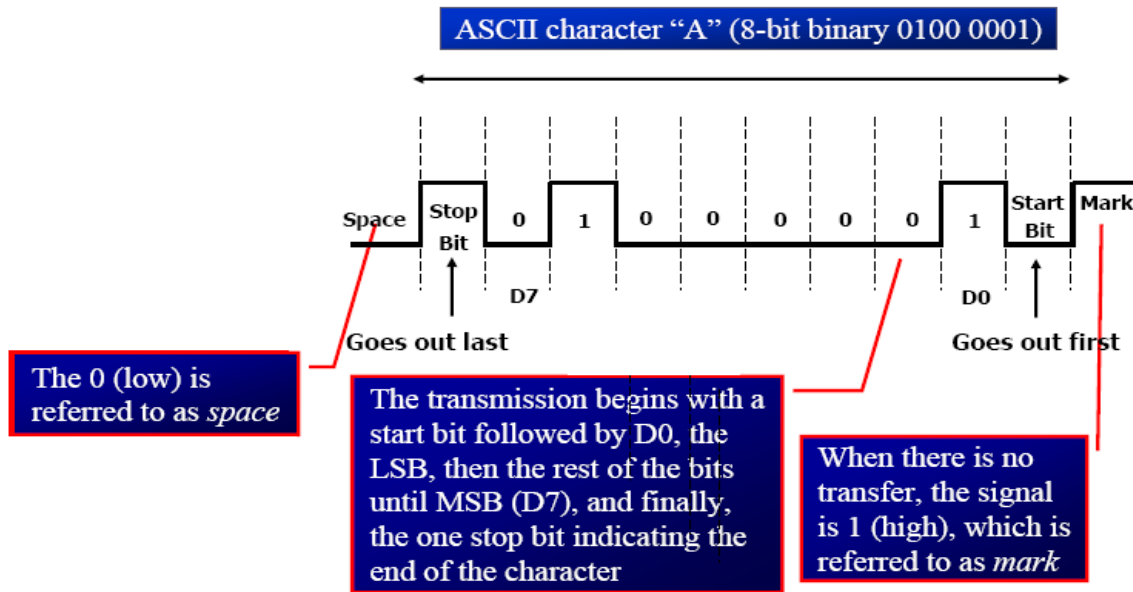 ASCII character “A” (8-bit binary 0100 0001)
Space Stop Bit 0 1 0 0 0 0 0 1 Start Bit Mark
D7 D0
Goes out last Goes out first
The 0 (low) is
referred to as space
The transmission begins with a
start bit followed by D0, the
LSB, then the rest of the bits
until MSB (D7), and finally,
the one stop bit indicating the
end of the character
When there is no
transfer, the signal
is 1 (high), which is
referred to as mark